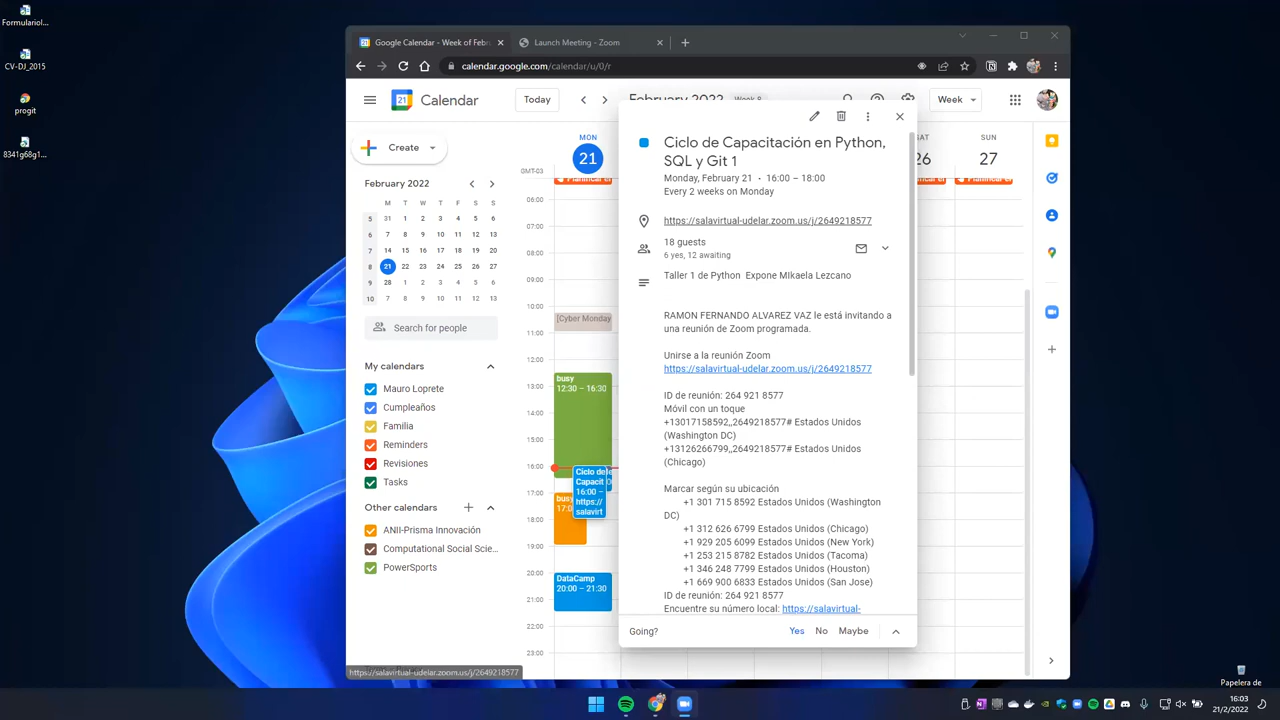 Formulario I...
CV-DJ_2015
progit
8341g68g1...
Google Calendar - Week of Febr
Launch Meeting - Zoom
calendar.google.com/calendar/u/0/r
Calendar
Today
February 2022
Week 8
Week
Create
February 2022
M T W T F S S
5 31 1 2 3 4 5 6
6 7 8 9 10 11 12 13
7 14 15 16 17 18 19 20
8 21 22 23 24 25 26 27
9 28 1 2 3 4 5 6
10 7 8 9 10 11 12 13
Search for people
My calendars
Mauro Loprete
Cumpleaños
Familia
Reminders
Revisiones
Tasks
Other calendars
ANII-Prisma Innovación
Computational Social Scie...
PowerSports
https://salavirtual-udelar.zoom.us/j/2649218577
MON
21
SAT
26
SUN
27
GMT-03
06:00
07:00
08:00
09:00
10:00
11:00
12:00
13:00
14:00
15:00
16:00
17:00
18:00
19:00
20:00
21:00
22:00
23:00
[Cyber Monday
busy
12:30 – 16:30
Ciclo de
Capacit
16:00 –
https://
salavirt
busy
17:0
DataCamp
20:00 – 21:30
Ciclo de Capacitación en Python,
SQL y Git 1
Monday, February 21 • 16:00 – 18:00
Every 2 weeks on Monday
https://salavirtual-udelar.zoom.us/j/2649218577
18 guests
6 yes, 12 awaiting
Taller 1 de Python Expone MIkaela Lezcano
RAMON FERNANDO ALVAREZ VAZ le está invitando a
una reunión de Zoom programada.
Unirse a la reunión Zoom
https://salavirtual-udelar.zoom.us/j/2649218577
ID de reunión: 264 921 8577
Móvil con un toque
+13017158592,,2649218577# Estados Unidos
(Washington DC)
+13126266799,,2649218577# Estados Unidos
(Chicago)
Marcar según su ubicación
+1 301 715 8592 Estados Unidos (Washington
DC)
+1 312 626 6799 Estados Unidos (Chicago)
+1 929 205 6099 Estados Unidos (New York)
+1 253 215 8782 Estados Unidos (Tacoma)
+1 346 248 7799 Estados Unidos (Houston)
+1 669 900 6833 Estados Unidos (San Jose)
ID de reunión: 264 921 8577
Encuentre su número local: https://salavirtual-
Going?
Yes
No
Maybe
Papelera de
16:03
21/2/2022